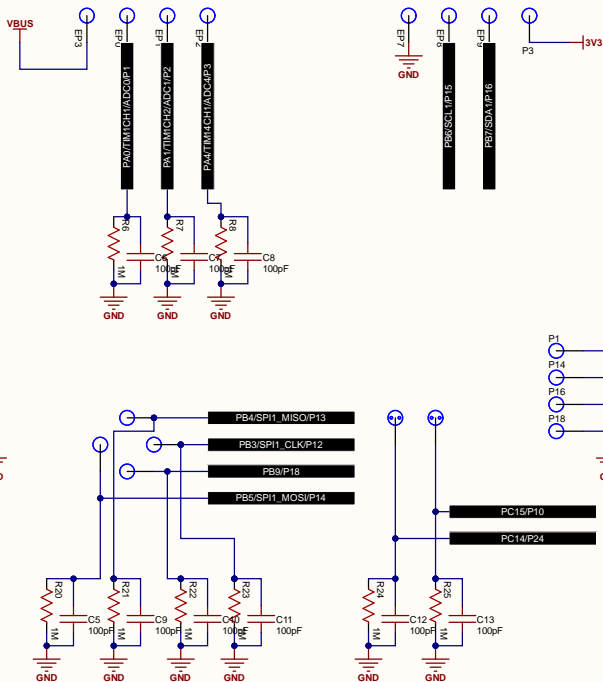 VBUS
EP3
EP0
EP1
EP2
EP7
EP8
EP9
P3
3V3
GND
PA0/TIM1CH1/ADC0/P1
PA1/TIM1CH2/ADC1/P2
PA4/TIM14CH1/ADC4/P3
PB6/SCL1/P15
PB7/SDA1/P16
R6
R7
R8
C6
C7
C8
1M
100pF
1M
100pF
1M
100pF
GND
GND
GND
P1
P14
P16
P18
PB4/SPI1_MISO/P13
PB3/SPI1_CLK/P12
PB9/P18
PB5/SPI1_MOSI/P14
PC15/P10
PC14/P24
R20
R21
R22
R23
R24
R25
C5
C9
C10
C11
C12
C13
1M
100pF
1M
100pF
1M
100pF
1M
100pF
1M
100pF
1M
100pF
GND
GND
GND
GND
GND
GND